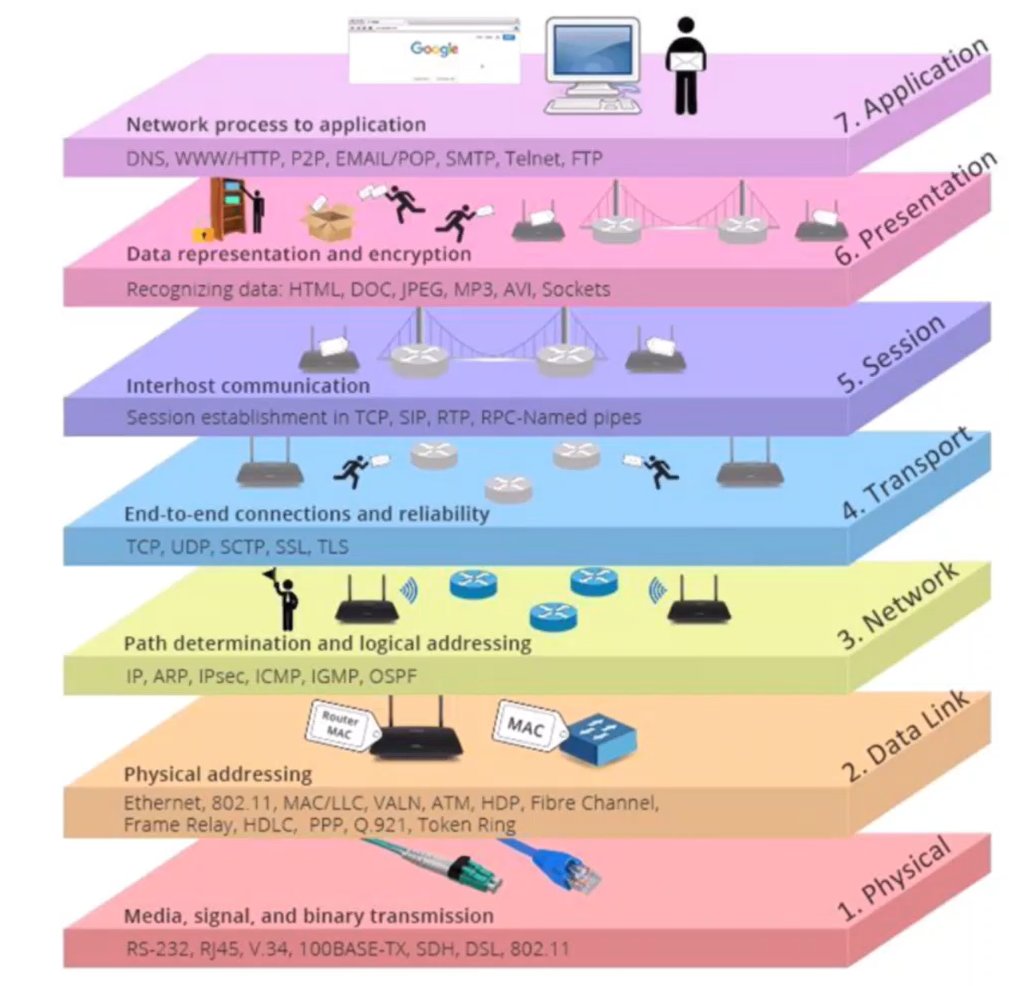 Google
7. Application
Network process to application
DNS, WWW/HTTP, P2P, EMAIL/POP, SMTP, Telnet, FTP
6. Presentation
Data representation and encryption
Recognizing data: HTML, DOC, JPEG, MP3, AVI, Sockets
5. Session
Interhost communication
Session establishment in TCP, SIP, RTP, RPC-Named pipes
4. Transport
End-to-end connections and reliability
TCP, UDP, SCTP, SSL, TLS
3. Network
Path determination and logical addressing
IP, ARP, IPsec, ICMP, IGMP, OSPF
Router
MAC
MAC
2. Data Link
Physical addressing
Ethernet, 802.11, MAC/LLC, VALN, ATM, HDP, Fibre Channel,
Frame Relay, HDLC, PPP, Q.921, Token Ring
1. Physical
Media, signal, and binary transmission
RS-232, RJ45, V.34, 100BASE-TX, SDH, DSL, 802.11